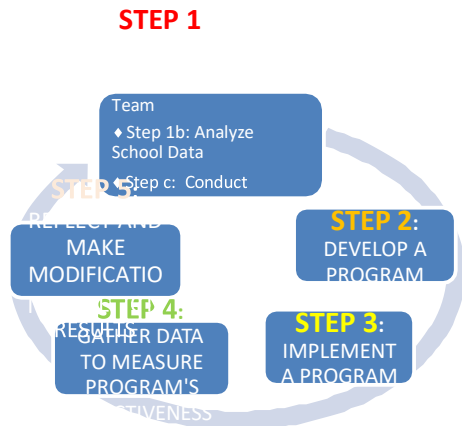 STEP 1
Team
♦ Step 1b: Analyze
School Data
♦ Step c: Conduct
STEP 2:
DEVELOP A
PROGRAM
STEP 3:
IMPLEMENT
A PROGRAM
STEP 4:
GATHER DATA
TO MEASURE
PROGRAM'S
STEP 5:
REFLECT AND
MAKE
MODIFICATIO
RESULTS